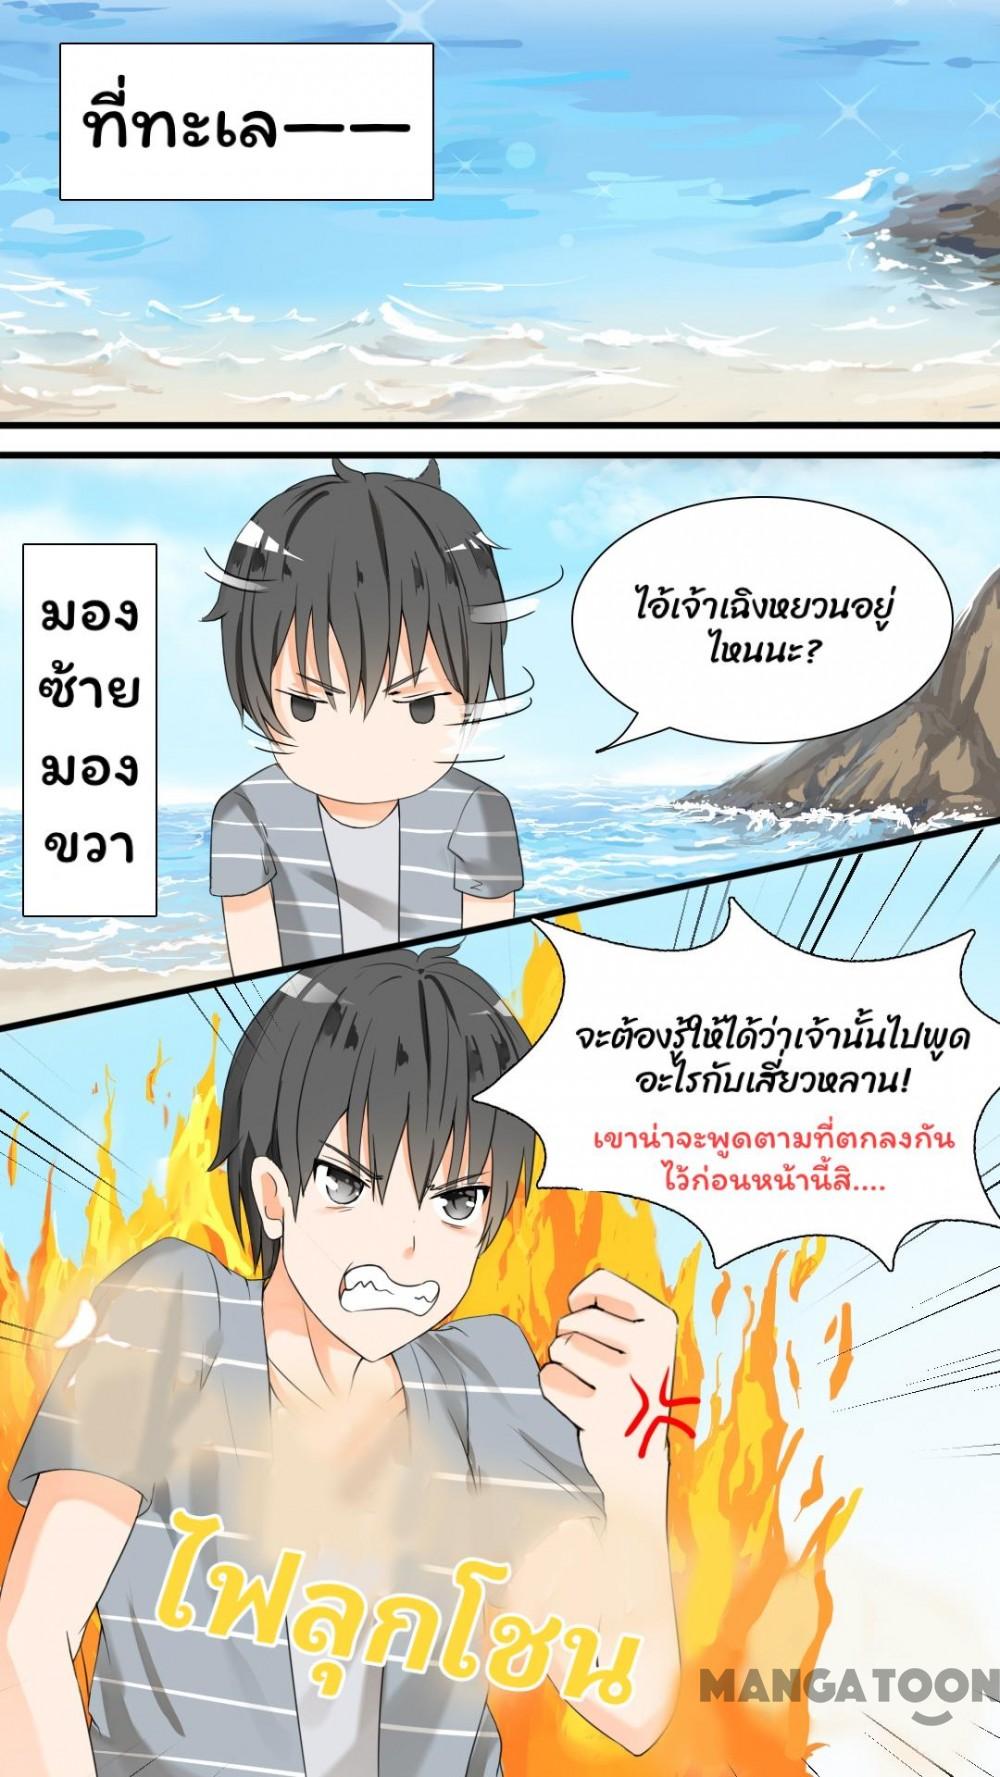 ที่ทะเล——
ไอ้เจ้าเฉิงหยวนอยู่
ไหนนะ?
มอง
ซ้าย
มอง
ขวา
จะต้องรู้ให้ได้ว่าเจ้านั้นไปพูด
อะไรกับเสี่ยวหลาน!
เขาน่าจะพูดตามที่ตกลงกัน
ไว้ก่อนหน้านี้สิ....
ไฟลุกโชน
MANGATOON